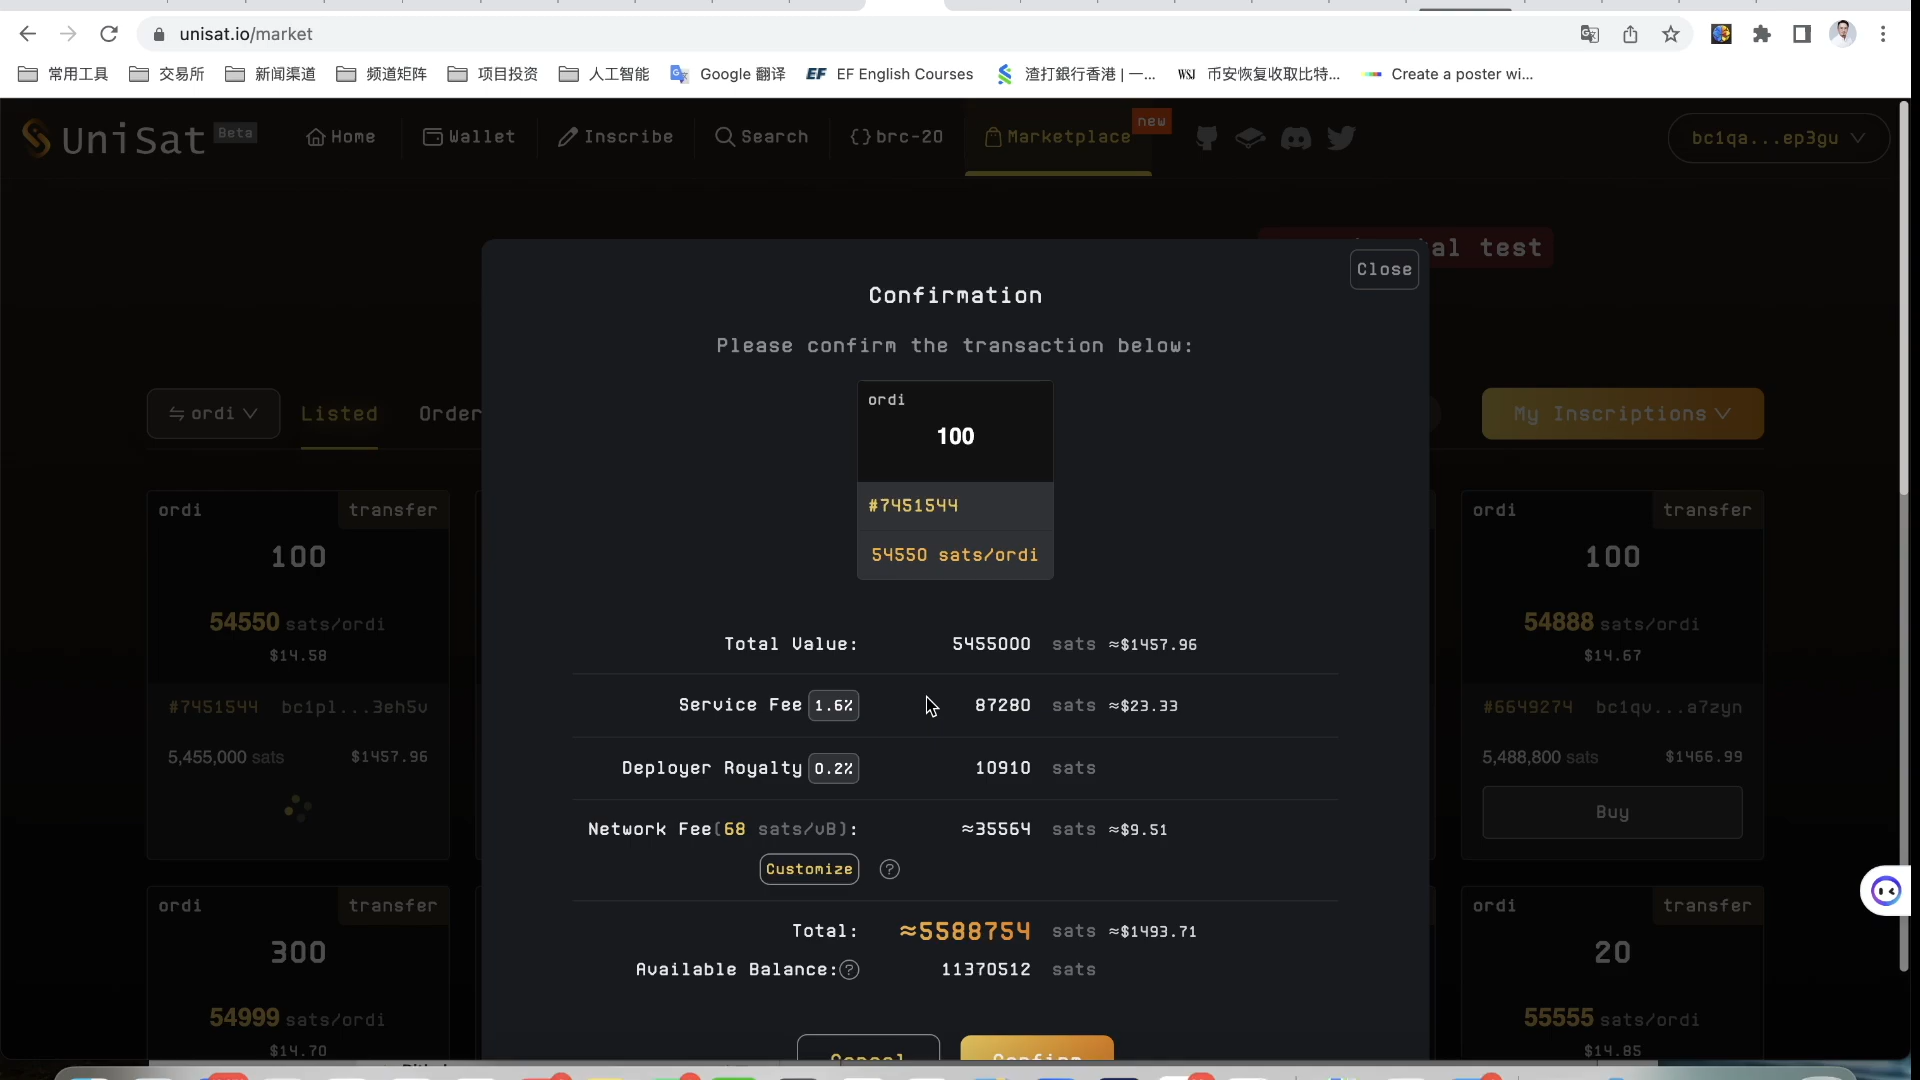 unisat.io/market
常用工具 交易所 新闻渠道 频道矩阵 项目投资 人工智能 Google 翻译 EF EF English Courses 渣打銀行香港 | 一... WSJ 币安恢复收取比特... Create a poster wi...
UniSat Beta Home Wallet Inscribe Search brc-20 Marketplace new bc1qa...ep3gu
al test
Close
Confirmation
Please confirm the transaction below:
ordi
100
#7451544
54550 sats/ordi
ordi Listed Order My Inscriptions
ordi transfer
100
54550 sats/ordi
$14.58
#7451544 bc1pl...3eh5v
5,455,000 sats $1457.96
ordi transfer
100
54888 sats/ordi
$14.67
#6649274 bc1qv...a7zyn
5,488,800 sats $1466.99
Buy
Total Value: 5455000 sats ≈$1457.96
Service Fee 1.6% 87280 sats ≈$23.33
Deployer Royalty 0.2% 10910 sats
Network Fee(68 sats/vB): ≈35564 sats ≈$9.51
Customize ?
Total: ≈5588754 sats ≈$1493.71
Available Balance:? 11370512 sats
Cancel Confirm
ordi transfer
300
54999 sats/ordi
$14.70
ordi transfer
20
55555 sats/ordi
$14.85